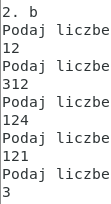 2. b
Podaj liczbe
12
Podaj liczbe
312
Podaj liczbe
124
Podaj liczbe
121
Podaj liczbe
3